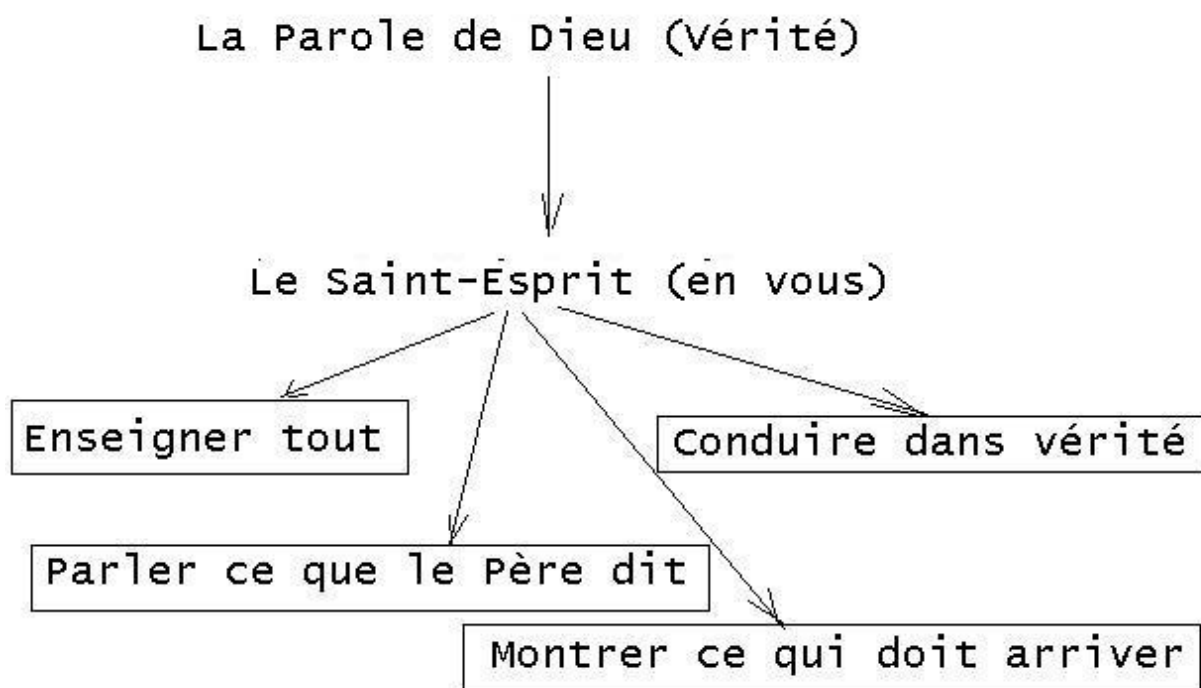 La Parole de Dieu (Vérité)
Le Saint-Esprit (en vous)
Enseigner tout
Conduire dans vérité
Parler ce que le Père dit
Montrer ce qui doit arriver